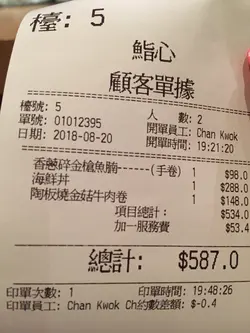 檯: 5
鮨心
顧客單據
檯號: 5 人 數: 2
單號: 01012395 開單員工: Chan Kwok
日期: 2018-08-20 開單時間: 19:21:20
香蔥碎金槍魚腩-----(手卷) 1 $98.0
海鮮丼 1 $288.0
陶板燒金菇牛肉卷 1 $148.0
項目總計: $534.0
加一服務費 $53.4
總計: $587.0
印單次數: 1 印單時間: 19:48:26
印單員工: Chan Kwok Ch約數差額: $-0.4